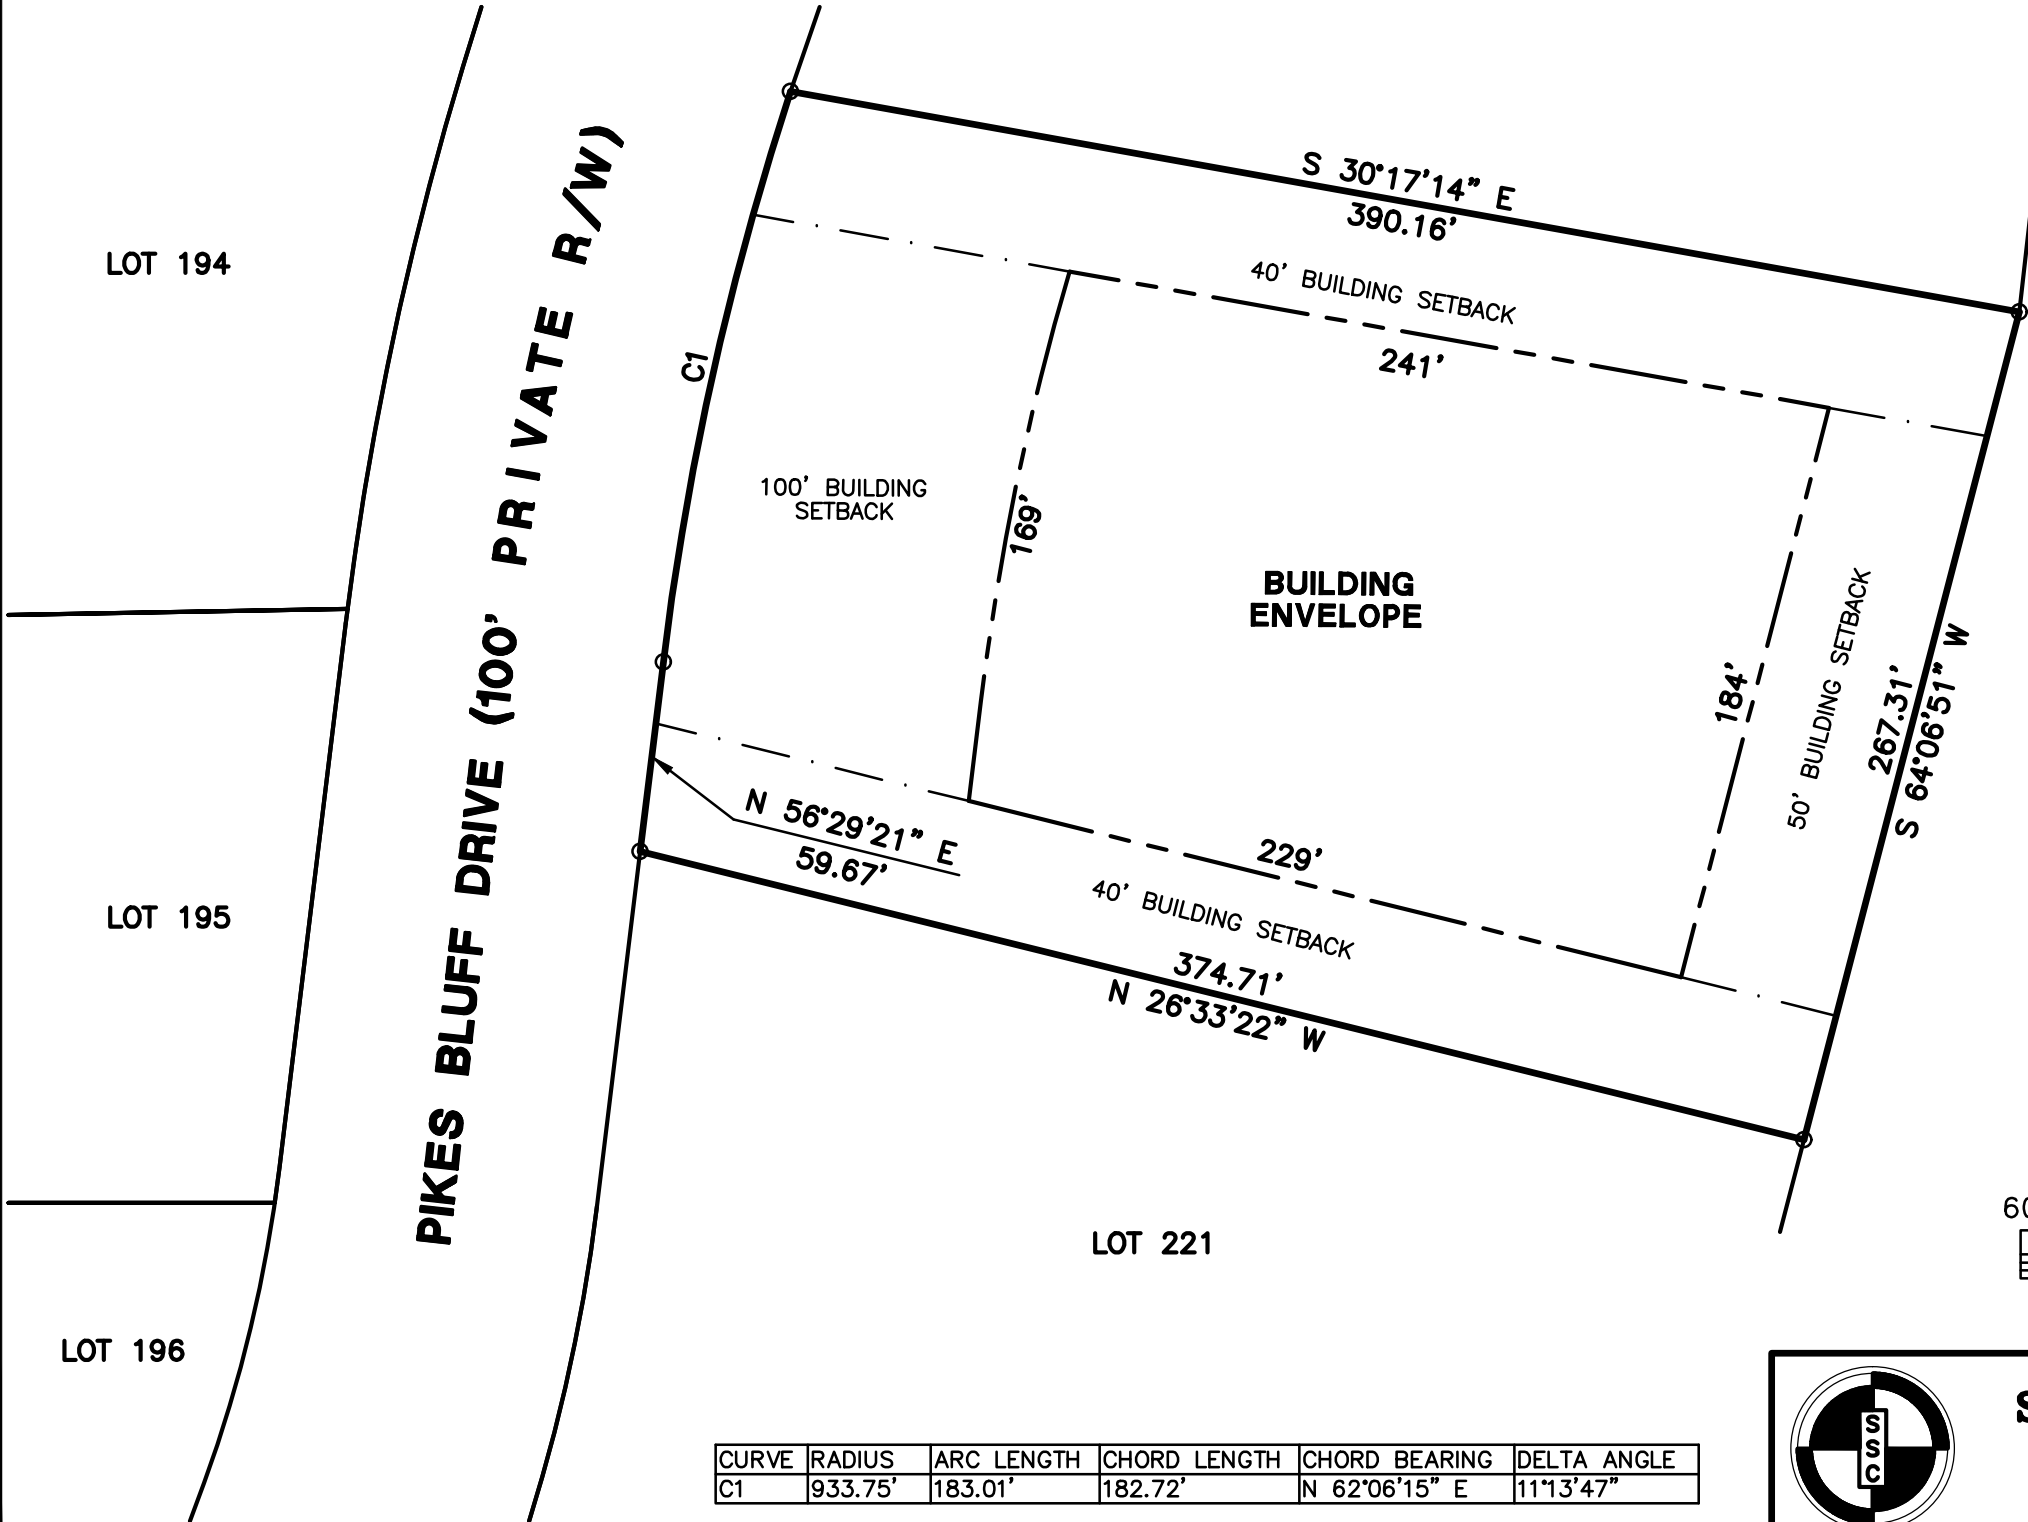 S 30°17'14" E
390.16'
PIKES BLUFF DRIVE (100' PRIVATE R/W)
LOT 194
40' BUILDING SETBACK
241'
C1
100' BUILDING
SETBACK
169'
BUILDING
ENVELOPE
184'
50' BUILDING SETBACK
267.31'
S 64°06'51" W
N 56°29'21" E
59.67'
229'
40' BUILDING SETBACK
374.71'
N 26°33'22" W
LOT 195
LOT 221
LOT 196
CURVE RADIUS ARC LENGTH CHORD LENGTH CHORD BEARING DELTA ANGLE
C1 933.75' 183.01' 182.72' N 62°06'15" E 11°13'47"
SSC